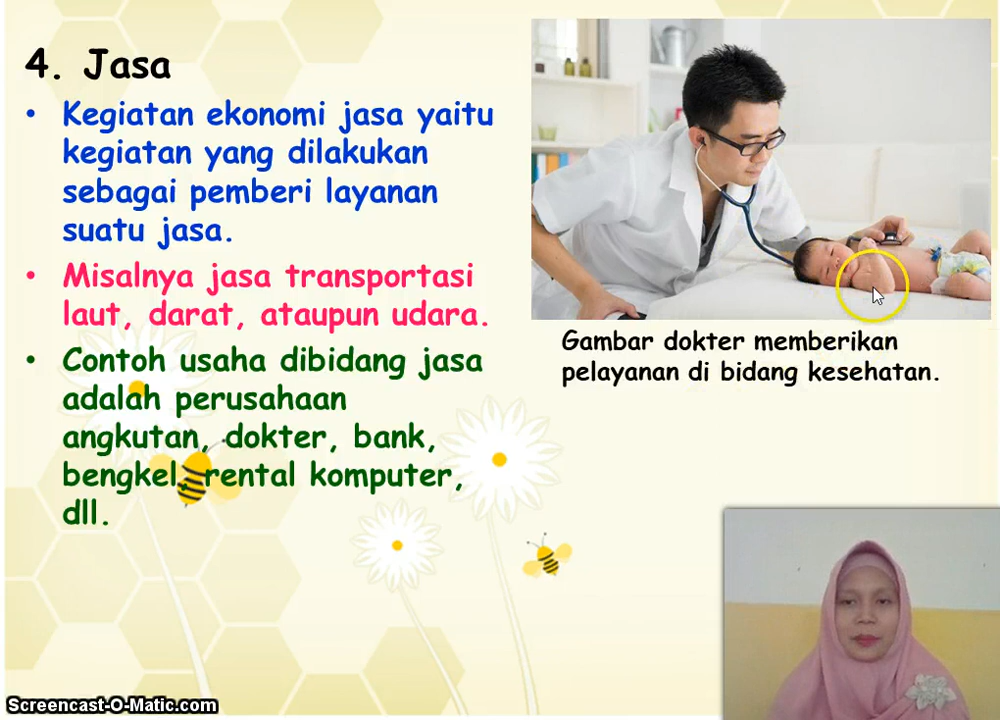 4. Jasa
• Kegiatan ekonomi jasa yaitu
kegiatan yang dilakukan
sebagai pemberi layanan
suatu jasa.
• Misalnya jasa transportasi
laut, darat, ataupun udara.
• Contoh usaha dibidang jasa
adalah perusahaan
angkutan, dokter, bank,
bengkel, rental komputer,
dll.
Gambar dokter memberikan
pelayanan di bidang kesehatan.
Screencast-O-Matic.com